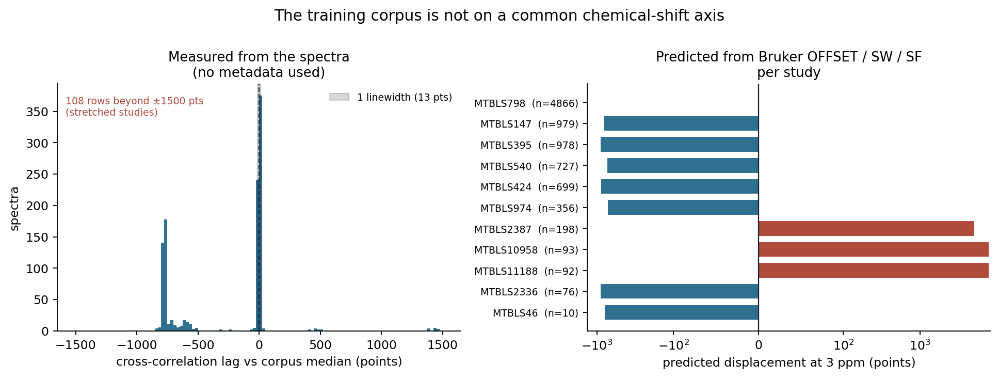 The training corpus is not on a common chemical-shift axis
Measured from the spectra
(no metadata used)
108 rows beyond ±1500 pts
(stretched studies)
1 linewidth (13 pts)
spectra
350
300
250
200
150
100
50
0
−1500
−1000
−500
0
500
1000
1500
cross-correlation lag vs corpus median (points)
Predicted from Bruker OFFSET / SW / SF
per study
MTBLS798 (n=4866)
MTBLS147 (n=979)
MTBLS395 (n=978)
MTBLS540 (n=727)
MTBLS424 (n=699)
MTBLS974 (n=356)
MTBLS2387 (n=198)
MTBLS10958 (n=93)
MTBLS11188 (n=92)
MTBLS2336 (n=76)
MTBLS46 (n=10)
−10³
−10²
0
10²
10³
predicted displacement at 3 ppm (points)